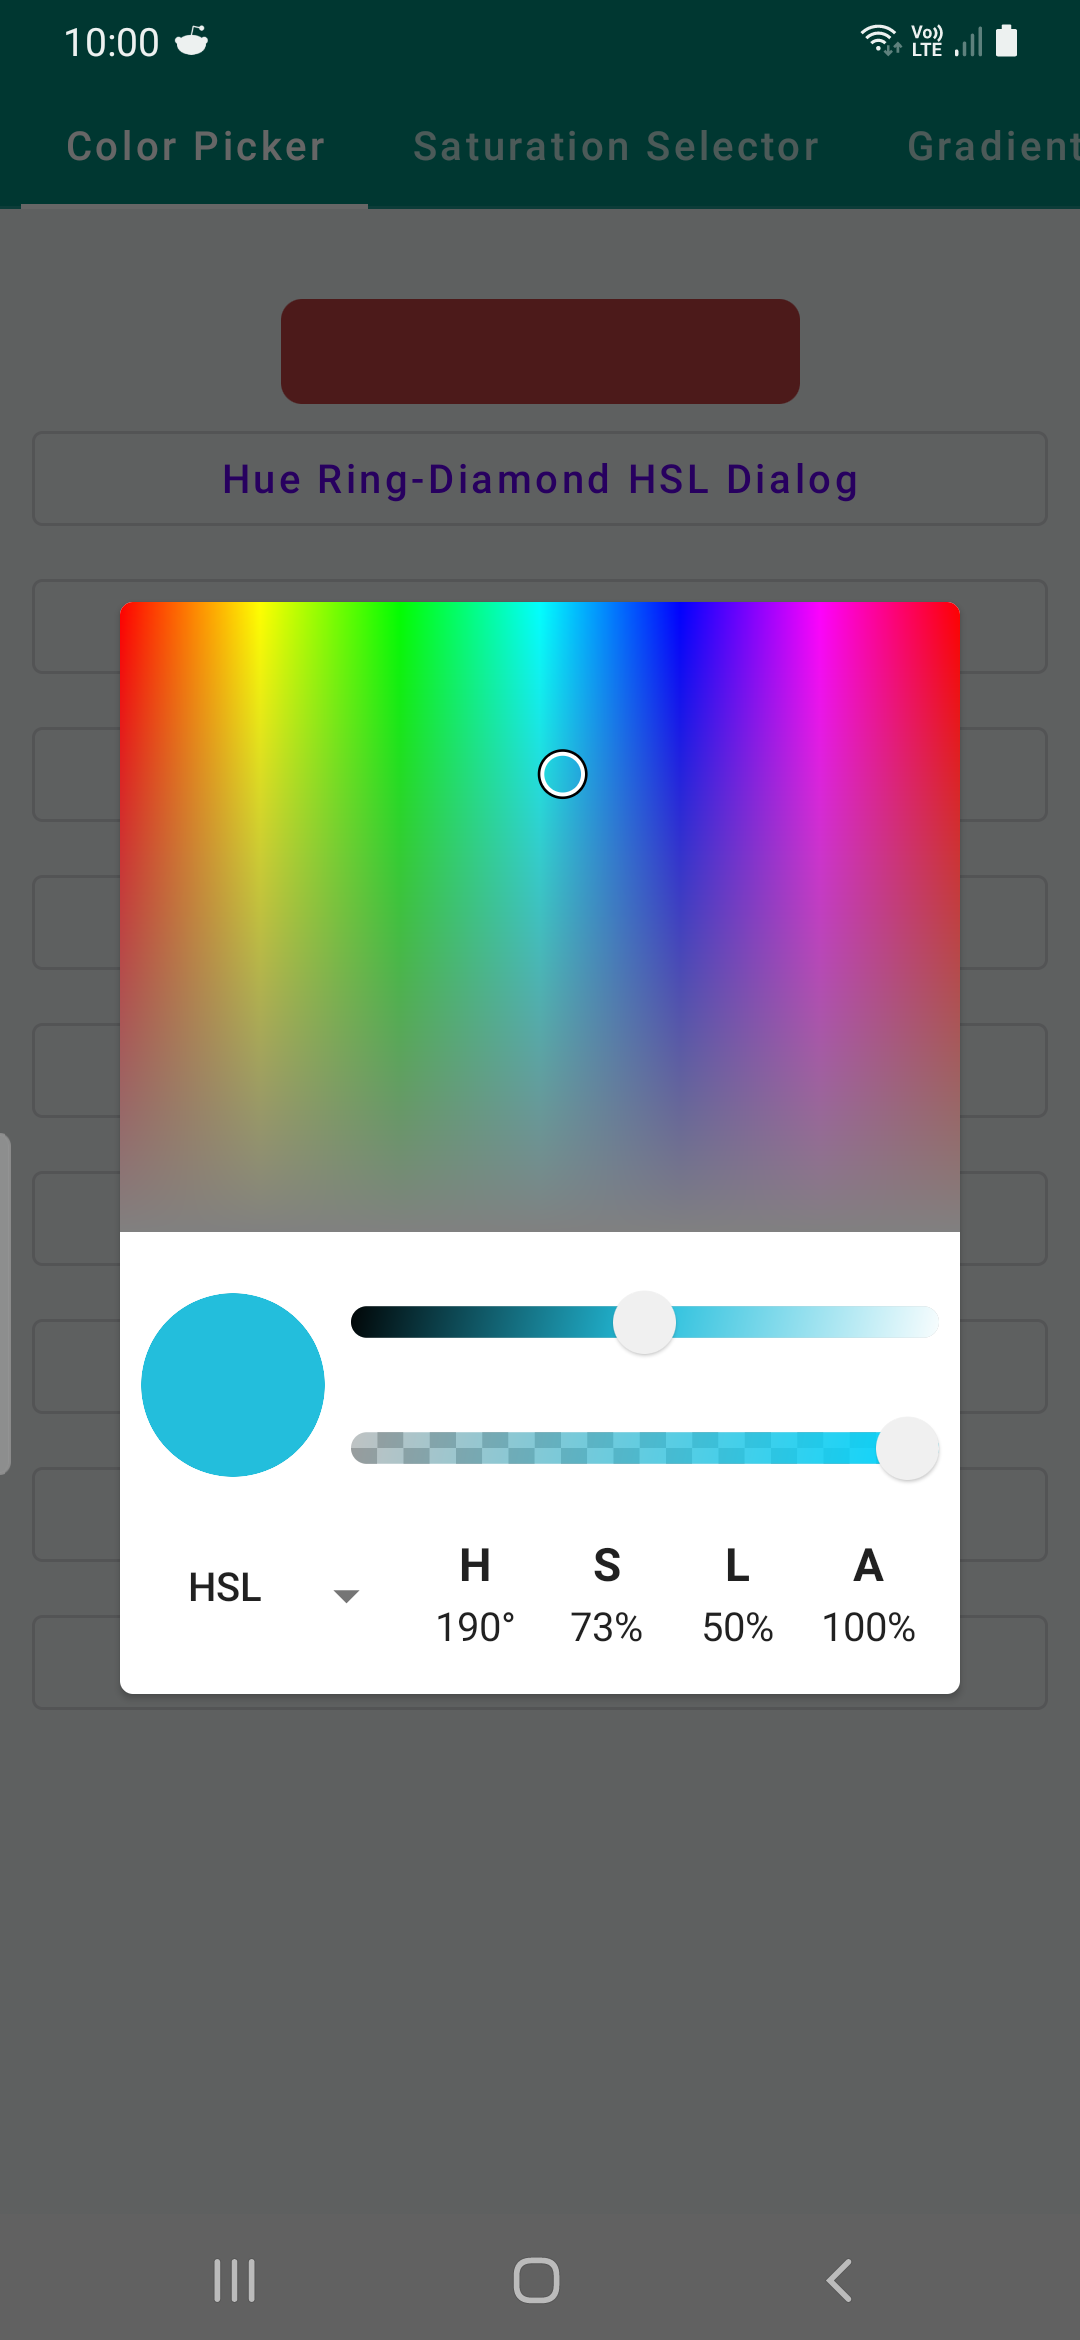 10:00 Vo)) LTE
Color Picker Saturation Selector Gradient
Hue Ring-Diamond HSL Dialog
HSL
H S L A
190° 73% 50% 100%